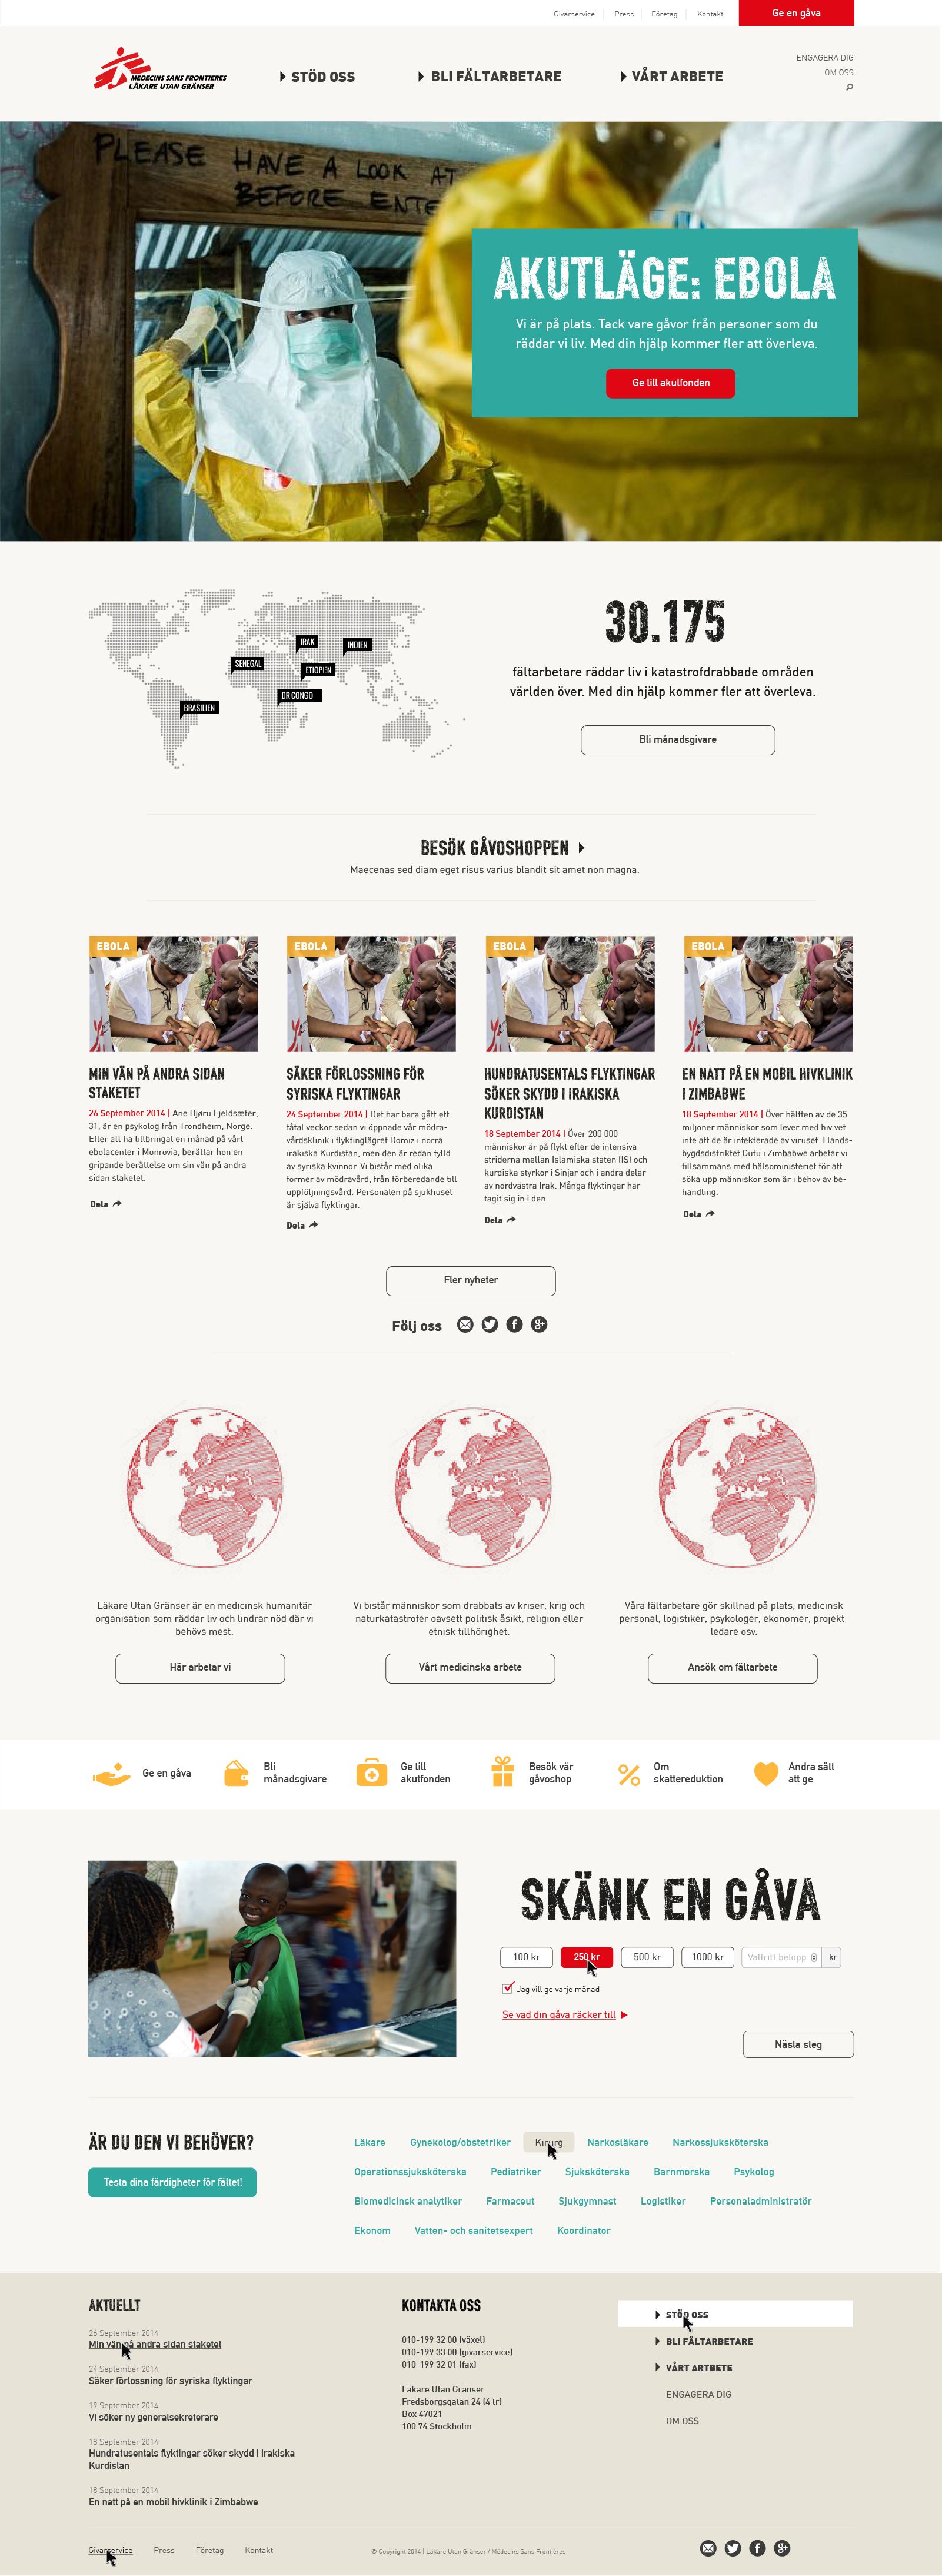 Givarservice
Press
Företag
Kontakt
Ge en gåva
MEDECINS SANS FRONTIERES
LÄKARE UTAN GRÄNSER
STÖD OSS
BLI FÄLTARBETARE
VÅRT ARBETE
ENGAGERA DIG
OM OSS
PLEASE HAVE A LOOK AT
BEFORE ENTE
AKUTLÄGE: EBOLA
Vi är på plats. Tack vare gåvor från personer som du
räddar vi liv. Med din hjälp kommer fler att överleva.
Ge till akutfonden
IRAK
INDIEN
SENEGAL
ETIOPIEN
DR CONGO
BRASILIEN
30.175
fältarbetare räddar liv i katastrofdrabbade områden
världen över. Med din hjälp kommer fler att överleva.
Bli månadsgivare
BESÖK GÅVOSHOPPEN
Maecenas sed diam eget risus varius blandit sit amet non magna.
EBOLA
MIN VÄN PÅ ANDRA SIDAN
STAKETET
26 September 2014 | Ane Bjøru Fjeldsæter,
31, är en psykolog från Trondheim, Norge.
Efter att ha tillbringat en månad på vårt
ebolacenter i Monrovia, berättar hon en
gripande berättelse om sin vän på andra
sidan staketet.
Dela
EBOLA
SÄKER FÖRLOSSNING FÖR
SYRISKA FLYKTINGAR
24 September 2014 | Det har bara gått ett
fåtal veckor sedan vi öppnade vår mödra-
vårdsklinik i flyktinglägret Domiz i norra
irakiska Kurdistan, men den är redan fylld
av syriska kvinnor. Vi bistår med olika
former av mödravård, från förberedande till
uppföljningsvård. Personalen på sjukhuset
är själva flyktingar.
Dela
EBOLA
HUNDRATUSENTALS FLYKTINGAR
SÖKER SKYDD I IRAKISKA
KURDISTAN
18 September 2014 | Över 200 000
människor är på flykt efter de intensiva
striderna mellan Islamiska staten (IS) och
kurdiska styrkor i Sinjar och i andra delar
av nordvästra Irak. Många flyktingar har
tagit sig in i den
Dela
EBOLA
EN NATT PÅ EN MOBIL HIVKLINIK
I ZIMBABWE
18 September 2014 | Över hälften av de 35
miljoner människor som lever med hiv vet
inte att de är infekterade av viruset. I lands-
bygdsdistriktet Gutu i Zimbabwe arbetar vi
tillsammans med hälsoministeriet för att
söka upp människor som är i behov av be-
handling.
Dela
Fler nyheter
Följ oss
Läkare Utan Gränser är en medicinsk humanitär
organisation som räddar liv och lindrar nöd där vi
behövs mest.
Här arbetar vi
Vi bistår människor som drabbats av kriser, krig och
naturkatastrofer oavsett politisk åsikt, religion eller
etnisk tillhörighet.
Vårt medicinska arbete
Våra fältarbetare gör skillnad på plats, medicinsk
personal, logistiker, psykologer, ekonomer, projekt-
ledare osv.
Ansök om fältarbete
Ge en gåva
Bli
månadsgivare
Ge till
akutfonden
Besök vår
gåvoshop
Om
skattereduktion
Andra sätt
att ge
SKÄNK EN GÅVA
100 kr
250 kr
500 kr
1000 kr
Valfritt belopp
kr
Jag vill ge varje månad
Se vad din gåva räcker till
Nästa steg
ÄR DU DEN VI BEHÖVER?
Testa dina färdigheter för fältet!
Läkare
Gynekolog/obstetriker
Kirurg
Narkosläkare
Narkossjuksköterska
Operationssjuksköterska
Pediatriker
Sjuksköterska
Barnmorska
Psykolog
Biomedicinsk analytiker
Farmaceut
Sjukgymnast
Logistiker
Personaladministratör
Ekonom
Vatten- och sanitetsexpert
Koordinator
AKTUELLT
26 September 2014
Min vän på andra sidan staketet
24 September 2014
Säker förlossning för syriska flyktingar
19 September 2014
Vi söker ny generalsekreterare
18 September 2014
Hundratusentals flyktingar söker skydd i Irakiska
Kurdistan
18 September 2014
En natt på en mobil hivklinik i Zimbabwe
KONTAKTA OSS
010-199 32 00 (växel)
010-199 33 00 (givarservice)
010-199 32 01 (fax)
Läkare Utan Gränser
Fredsborgsgatan 24 (4 tr)
Box 47021
100 74 Stockholm
STÖD OSS
BLI FÄLTARBETARE
VÅRT ARTBETE
ENGAGERA DIG
OM OSS
Givarservice
Press
Företag
Kontakt
© Copyright 2014 | Läkare Utan Gränser / Médecins Sans Frontières